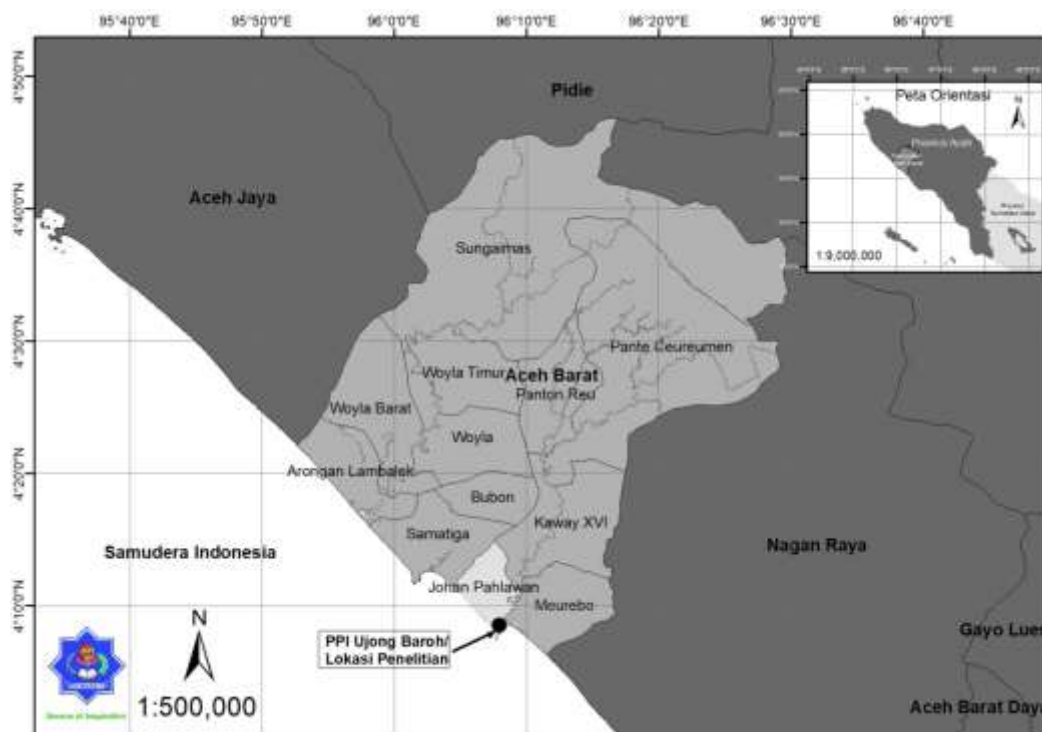 95°40'0"E 95°50'0"E 96°0'0"E 96°10'0"E 96°20'0"E 96°30'0"E 96°40'0"E
4°50'0"N
4°40'0"N
4°30'0"N
4°20'0"N
4°10'0"N
Pidie
Peta Orientasi
N
Provinsi Aceh
1:9,000,000
Aceh Jaya
Sungaimas
Pante Ceureumen
Woyla Timur
Aceh Barat
Panton Reu
Woyla Barat
Woyla
Arongan Lambalek
Bubon
Kaway XVI
Samatiga
Nagan Raya
Samudera Indonesia
Johan Pahlawan
Meurebo
PPI Ujong Baroh/
Lokasi Penelitian
N
1:500,000
Gayo Lues
Aceh Barat Daya